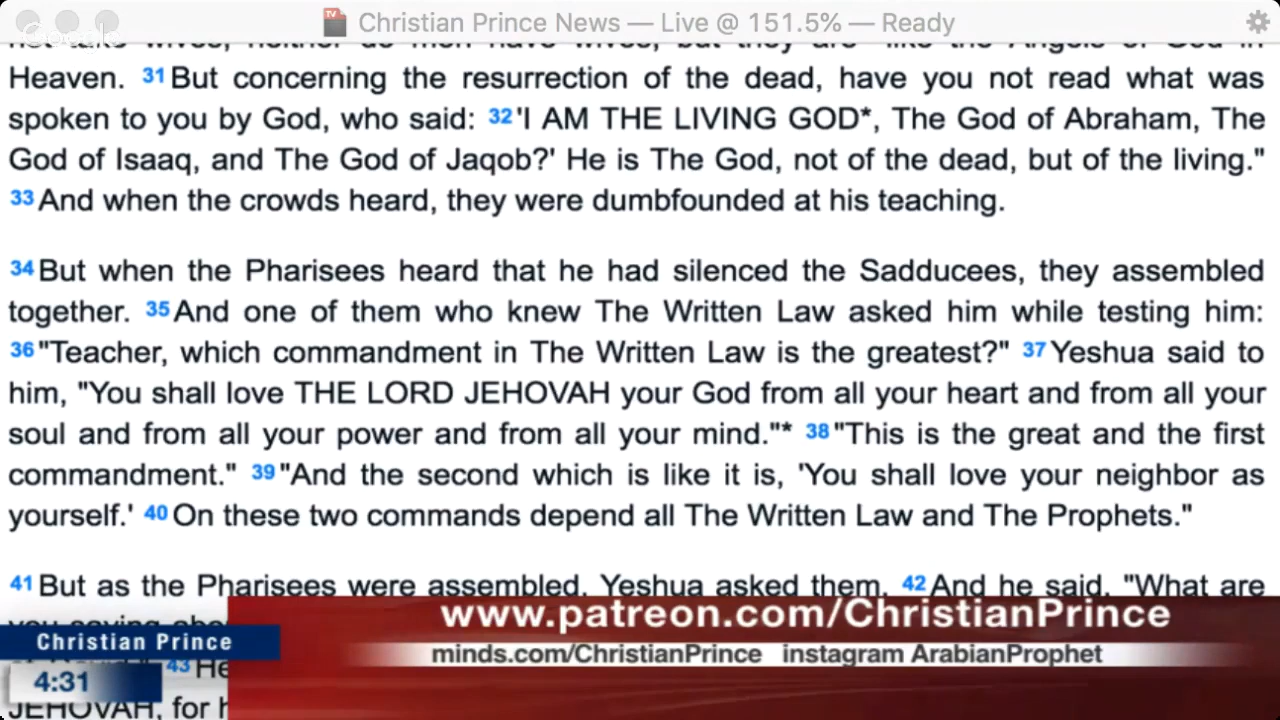 Christian Prince News — Live @ 151.5% — Ready
Google
Heaven. 31 But concerning the resurrection of the dead, have you not read what was
spoken to you by God, who said: 32 'I AM THE LIVING GOD*, The God of Abraham, The
God of Isaaq, and The God of Jaqob?' He is The God, not of the dead, but of the living."
33 And when the crowds heard, they were dumbfounded at his teaching.
34 But when the Pharisees heard that he had silenced the Sadducees, they assembled
together. 35 And one of them who knew The Written Law asked him while testing him:
36 "Teacher, which commandment in The Written Law is the greatest?" 37 Yeshua said to
him, "You shall love THE LORD JEHOVAH your God from all your heart and from all your
soul and from all your power and from all your mind."* 38 "This is the great and the first
commandment." 39 "And the second which is like it is, 'You shall love your neighbor as
yourself.' 40 On these two commands depend all The Written Law and The Prophets."
41 But as the Pharisees were assembled, Yeshua asked them, 42 And he said, "What are
www.patreon.com/ChristianPrince
Christian Prince
minds.com/ChristianPrince instagram ArabianProphet
43 He
4:31
JEHOVAH, for